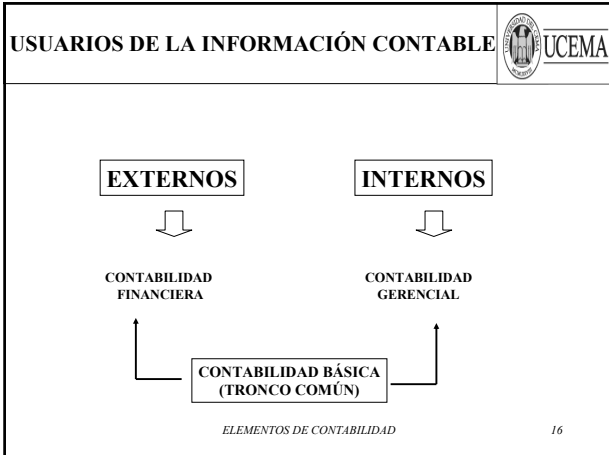 USUARIOS DE LA INFORMACIÓN CONTABLE
UCEMA
EXTERNOS
INTERNOS
CONTABILIDAD
FINANCIERA
CONTABILIDAD
GERENCIAL
CONTABILIDAD BÁSICA
(TRONCO COMÚN)
ELEMENTOS DE CONTABILIDAD
16